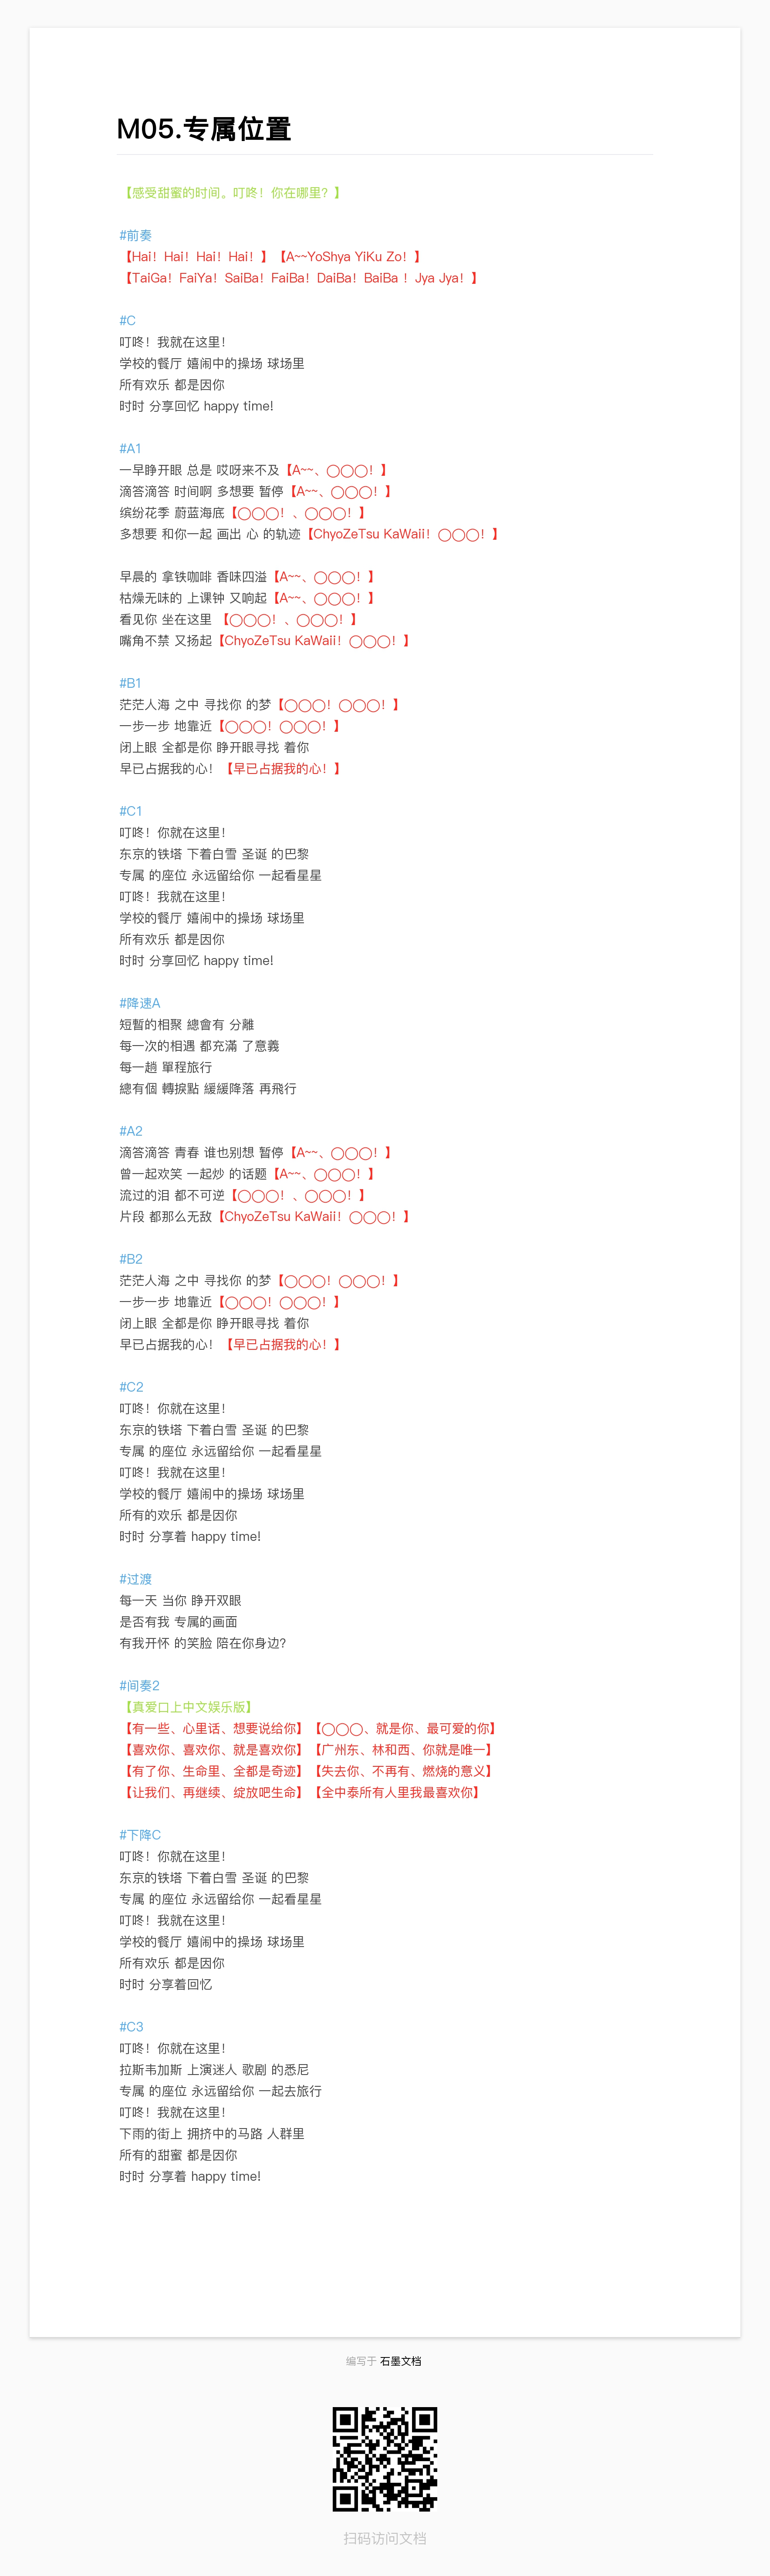 M05.专属位置
【感受甜蜜的时间。叮咚！你在哪里？】
#前奏
【Hai！Hai！Hai！Hai！】【A~~YoShya YiKu Zo！】
【TaiGa！FaiYa！SaiBa！FaiBa！DaiBa！BaiBa ！Jya Jya！】
#C
叮咚！我就在这里！
学校的餐厅 嬉闹中的操场 球场里
所有欢乐 都是因你
时时 分享回忆 happy time!
#A1
一早睁开眼 总是 哎呀来不及【A~~、◯◯◯！】
滴答滴答 时间啊 多想要 暂停【A~~、◯◯◯！】
缤纷花季 蔚蓝海底【◯◯◯！、◯◯◯！】
多想要 和你一起 画出 心 的轨迹【ChyoZeTsu KaWaii！◯◯◯！】
早晨的 拿铁咖啡 香味四溢【A~~、◯◯◯！】
枯燥无味的 上课钟 又响起【A~~、◯◯◯！】
看见你 坐在这里 【◯◯◯！、◯◯◯！】
嘴角不禁 又扬起【ChyoZeTsu KaWaii！◯◯◯！】
#B1
茫茫人海 之中 寻找你 的梦【◯◯◯！◯◯◯！】
一步一步 地靠近【◯◯◯！◯◯◯！】
闭上眼 全都是你 睁开眼寻找 着你
早已占据我的心！【早已占据我的心！】
#C1
叮咚！你就在这里！
东京的铁塔 下着白雪 圣诞 的巴黎
专属 的座位 永远留给你 一起看星星
叮咚！我就在这里！
学校的餐厅 嬉闹中的操场 球场里
所有欢乐 都是因你
时时 分享回忆 happy time!
#降速A
短暫的相聚 總會有 分離
每一次的相遇 都充滿 了意義
每一趟 單程旅行
總有個 轉捩點 緩緩降落 再飛行
#A2
滴答滴答 青春 谁也别想 暂停【A~~、◯◯◯！】
曾一起欢笑 一起炒 的话题【A~~、◯◯◯！】
流过的泪 都不可逆【◯◯◯！、◯◯◯！】
片段 都那么无敌【ChyoZeTsu KaWaii！◯◯◯！】
#B2
茫茫人海 之中 寻找你 的梦【◯◯◯！◯◯◯！】
一步一步 地靠近【◯◯◯！◯◯◯！】
闭上眼 全都是你 睁开眼寻找 着你
早已占据我的心！【早已占据我的心！】
#C2
叮咚！你就在这里！
东京的铁塔 下着白雪 圣诞 的巴黎
专属 的座位 永远留给你 一起看星星
叮咚！我就在这里！
学校的餐厅 嬉闹中的操场 球场里
所有的欢乐 都是因你
时时 分享着 happy time!
#过渡
每一天 当你 睁开双眼
是否有我 专属的画面
有我开怀 的笑脸 陪在你身边?
#间奏2
【真爱口上中文娱乐版】
【有一些、心里话、想要说给你】【◯◯◯、就是你、最可爱的你】
【喜欢你、喜欢你、就是喜欢你】【广州东、林和西、你就是唯一】
【有了你、生命里、全都是奇迹】【失去你、不再有、燃烧的意义】
【让我们、再继续、绽放吧生命】【全中泰所有人里我最喜欢你】
#下降C
叮咚！你就在这里！
东京的铁塔 下着白雪 圣诞 的巴黎
专属 的座位 永远留给你 一起看星星
叮咚！我就在这里！
学校的餐厅 嬉闹中的操场 球场里
所有欢乐 都是因你
时时 分享着回忆
#C3
叮咚！你就在这里！
拉斯韦加斯 上演迷人 歌剧 的悉尼
专属 的座位 永远留给你 一起去旅行
叮咚！我就在这里！
下雨的街上 拥挤中的马路 人群里
所有的甜蜜 都是因你
时时 分享着 happy time!
编写于 石墨文档
扫码访问文档